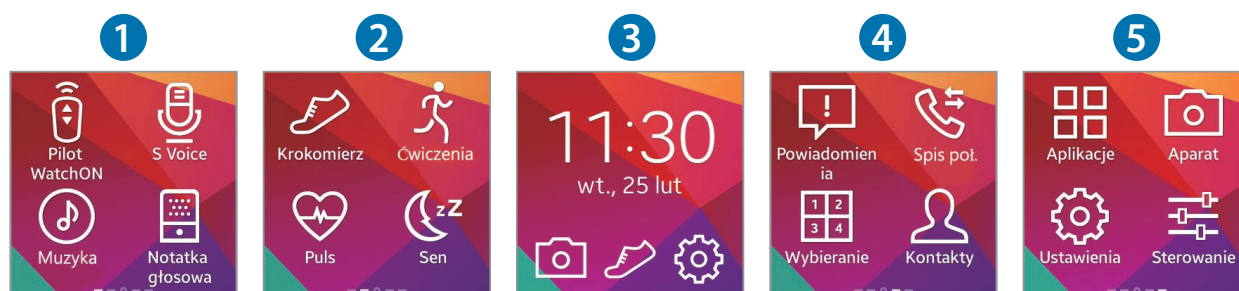 1
2
3
4
5
Pilot
WatchON
S Voice
Muzyka
Notatka
głosowa
Krokomierz
Ćwiczenia
Puls
Sen
11:30
wt., 25 lut
Powiadomien
ia
Spis poł.
1 2
3 4
Wybieranie
Kontakty
Aplikacje
Aparat
Ustawienia
Sterowanie